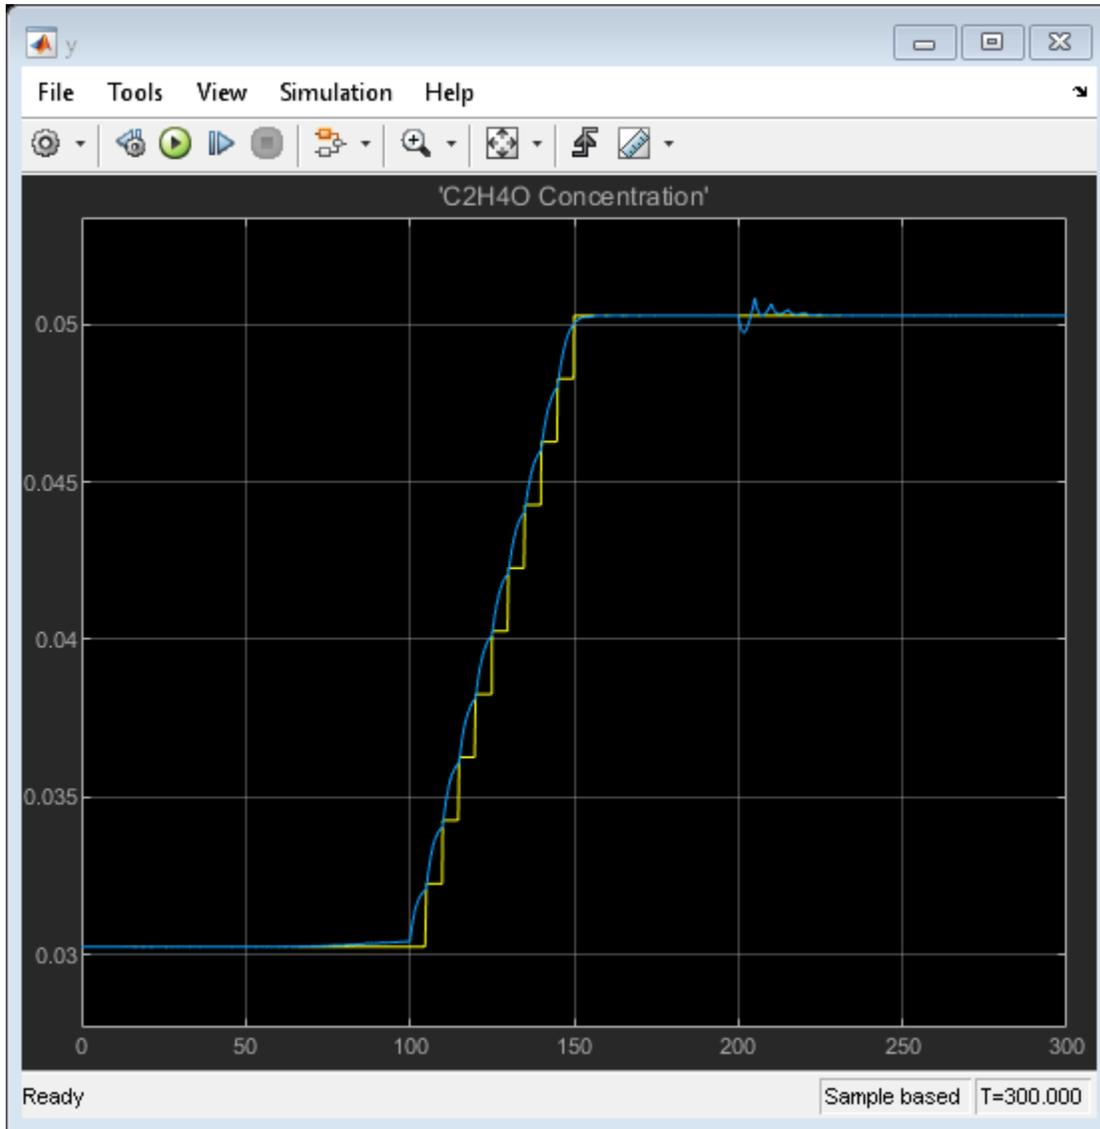 y
File Tools View Simulation Help
'C2H4O Concentration'
0.05
0.045
0.04
0.035
0.03
0 50 100 150 200 250 300
Ready Sample based T=300.000